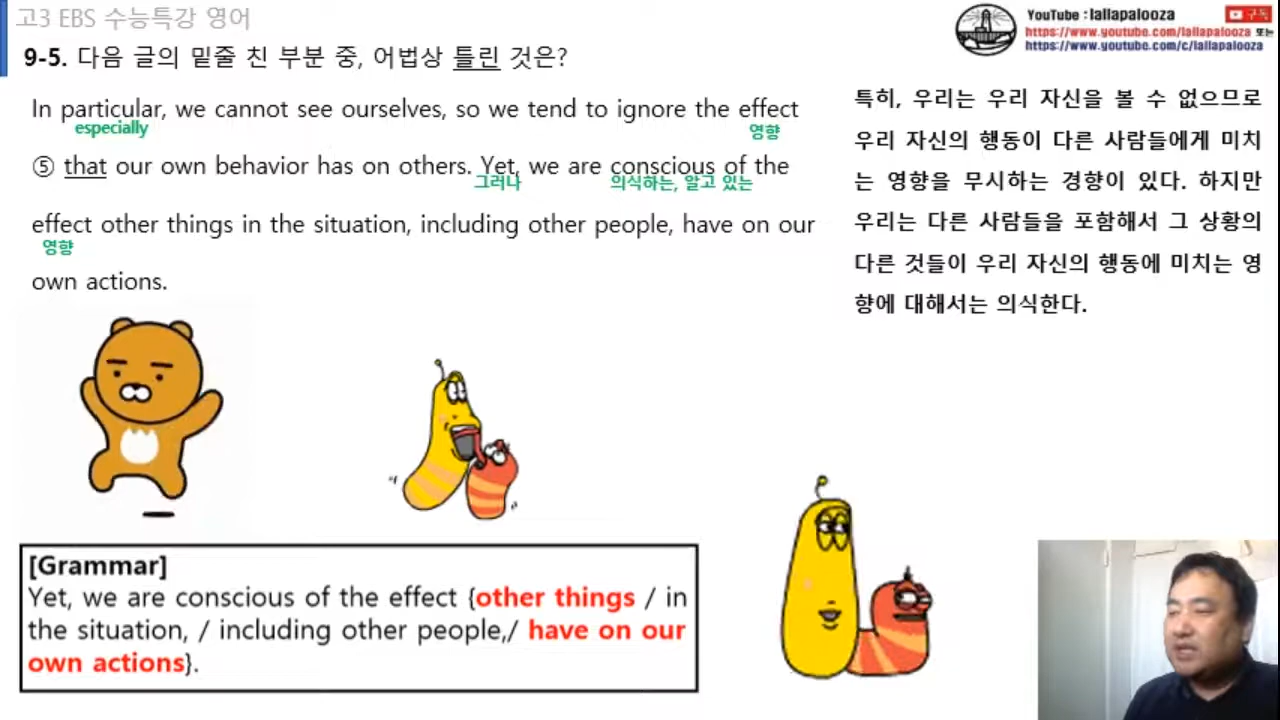 고3 EBS 수능특강 영어
YouTube : lallapalooza
구독
https://www.youtube.com/lallapalooza 또는
https://www.youtube.com/c/lallapalooza
9-5. 다음 글의 밑줄 친 부분 중, 어법상 틀린 것은?
In particular, we cannot see ourselves, so we tend to ignore the effect
especially
영향
⑤ that our own behavior has on others. Yet, we are conscious of the
그러나
의식하는, 알고 있는
effect other things in the situation, including other people, have on our
영향
own actions.
특히, 우리는 우리 자신을 볼 수 없으므로
우리 자신의 행동이 다른 사람들에게 미치
는 영향을 무시하는 경향이 있다. 하지만
우리는 다른 사람들을 포함해서 그 상황의
다른 것들이 우리 자신의 행동에 미치는 영
향에 대해서는 의식한다.
[Grammar]
Yet, we are conscious of the effect {other things / in
the situation, / including other people,/ have on our
own actions}.